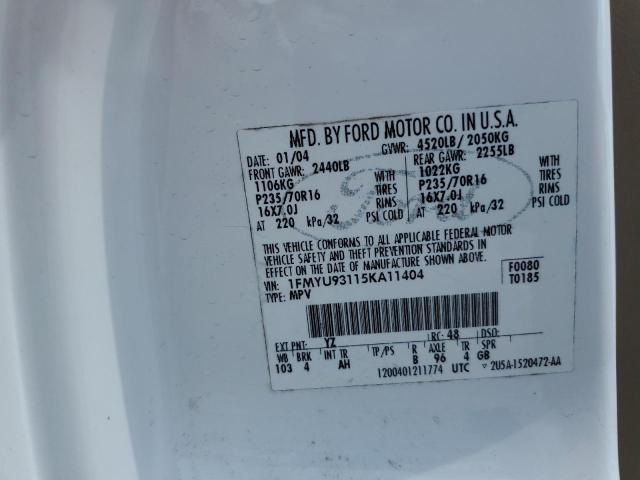 MFD. BY FORD MOTOR CO. IN U.S.A.
DATE: 01/04 GVWR: 4520LB/ 2050KG
FRONT GAWR: 2440LB REAR GAWR: 2255LB
1106KG WITH 1022KG WITH
P235/70R16 TIRES P235/70R16 TIRES
16X7.0J RIMS 16X7.0J RIMS
AT 220 kPa/32 PSI COLD AT 220 kPa/32 PSI COLD
Ford
THIS VEHICLE CONFORMS TO ALL APPLICABLE FEDERAL MOTOR
VEHICLE SAFETY AND THEFT PREVENTION STANDARDS IN
EFFECT ON THE DATE OF MANUFACTURE SHOWN ABOVE.
VIN: 1FMYU93115KA11404 F0080
TYPE: MPV T0185
EXT PNT: YZ RC: 48 DSO:
WB BRK INT TR TP/PS R AXLE TR SPR
103 4 AH B 96 4 GB
1200401211774 UTC ▽ 2U5A-1520472-AA